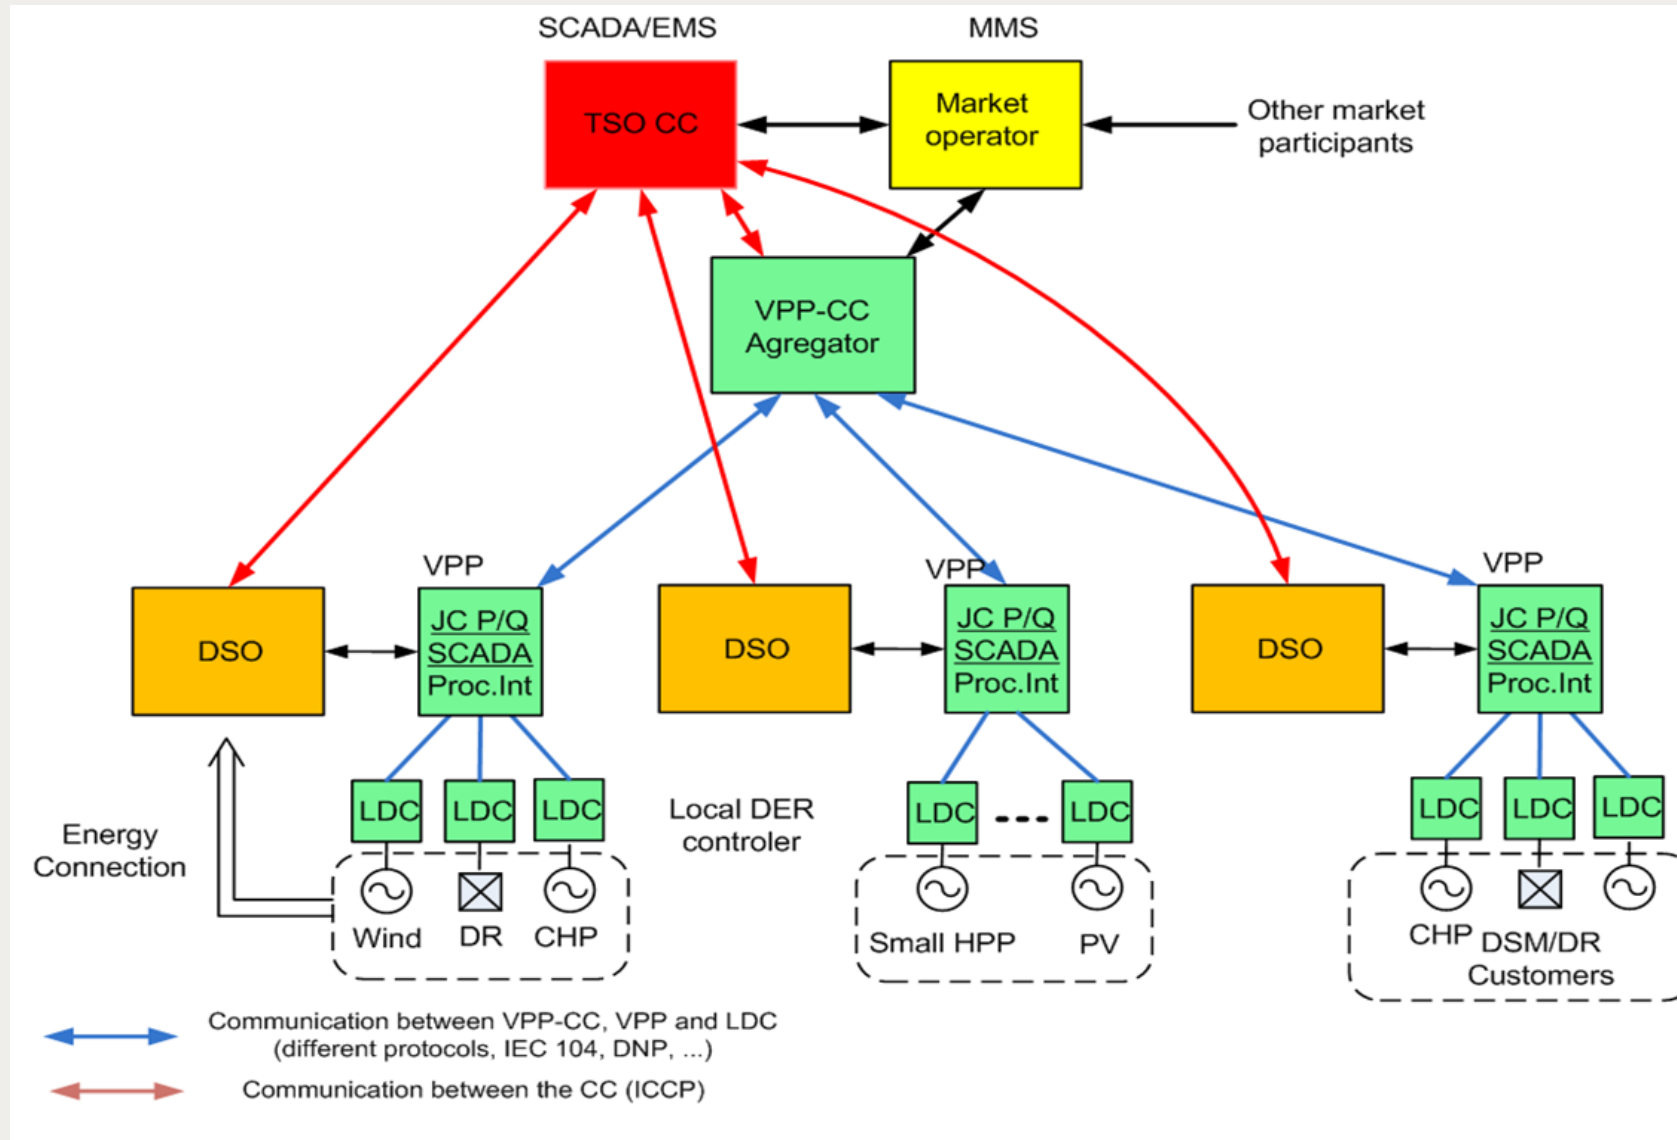 SCADA/EMS
MMS
TSO CC
Market
operator
Other market
participants
VPP-CC
Agregator
VPP
VPP
VPP
DSO
JC P/Q
SCADA
Proc.Int
DSO
JC P/Q
SCADA
Proc.Int
DSO
JC P/Q
SCADA
Proc.Int
Energy
Connection
LDC
LDC
LDC
Local DER
controler
LDC
LDC
LDC
LDC
LDC
Wind
DR
CHP
Small HPP
PV
CHP
DSM/DR
Customers
Communication between VPP-CC, VPP and LDC
(different protocols, IEC 104, DNP, ...)
Communication between the CC (ICCP)